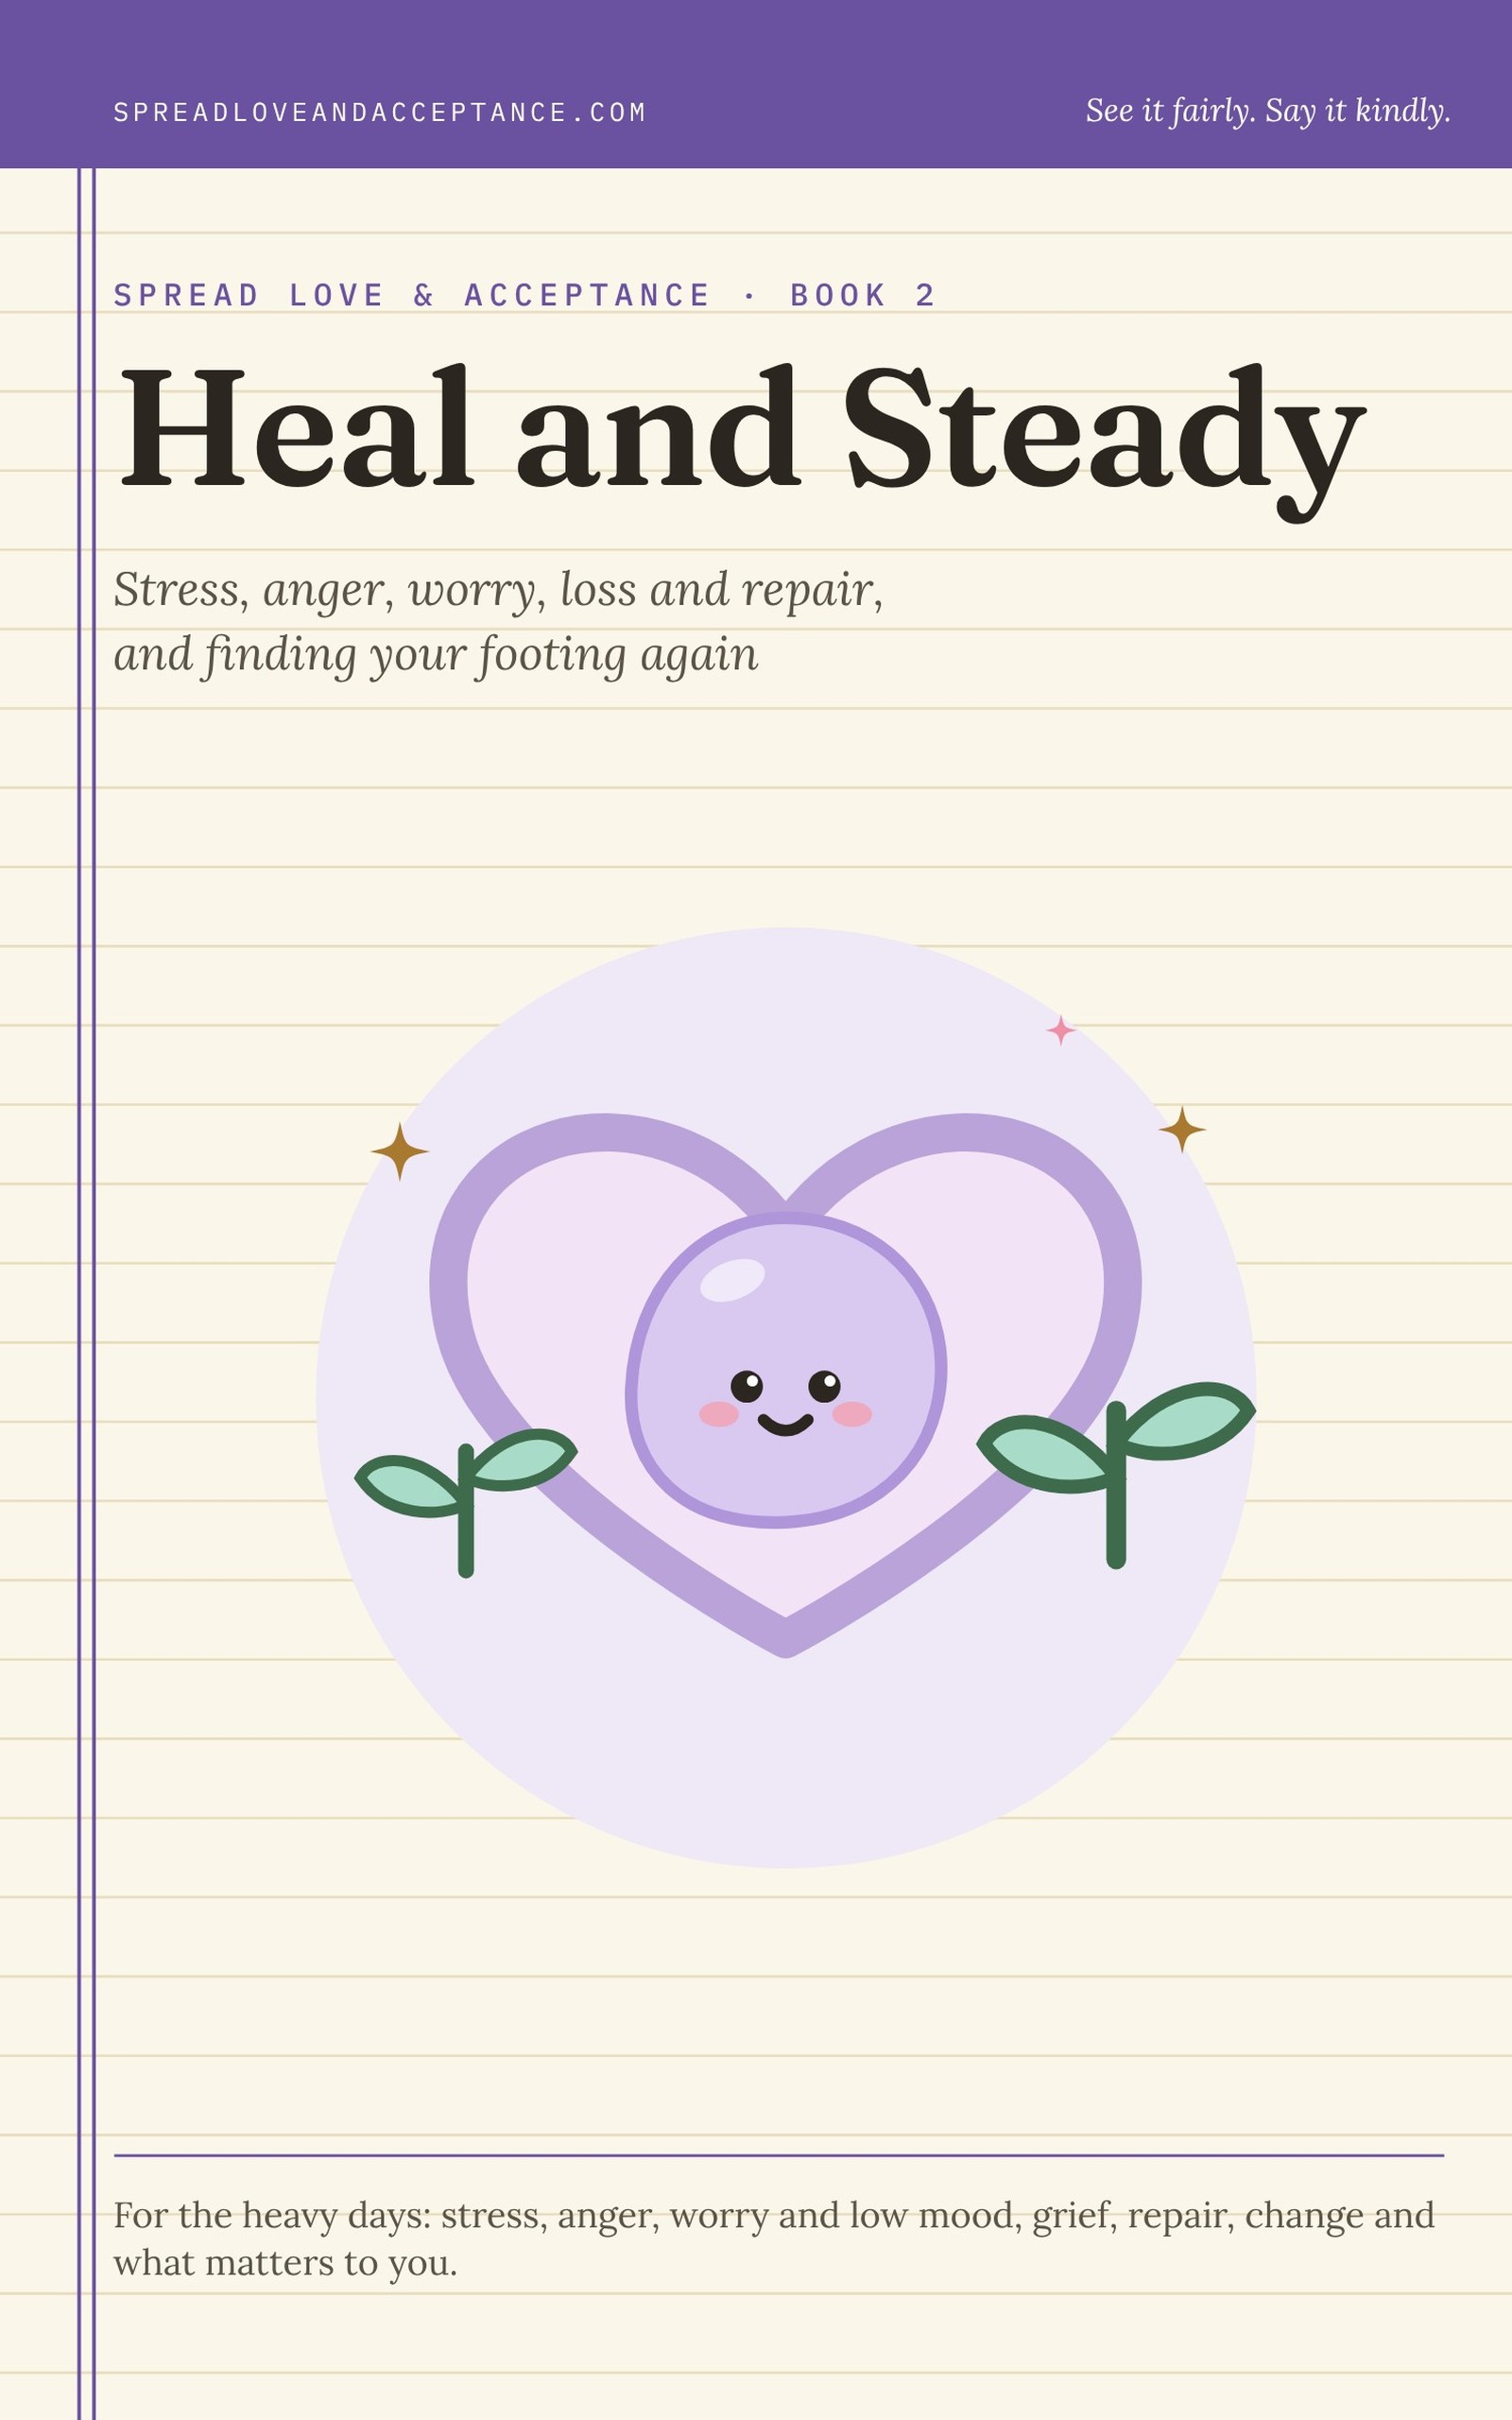 SPREADLOVEANDACCEPTANCE.COM
See it fairly. Say it kindly.
SPREAD LOVE & ACCEPTANCE · BOOK 2
Heal and Steady
Stress, anger, worry, loss and repair,
and finding your footing again
For the heavy days: stress, anger, worry and low mood, grief, repair, change and
what matters to you.